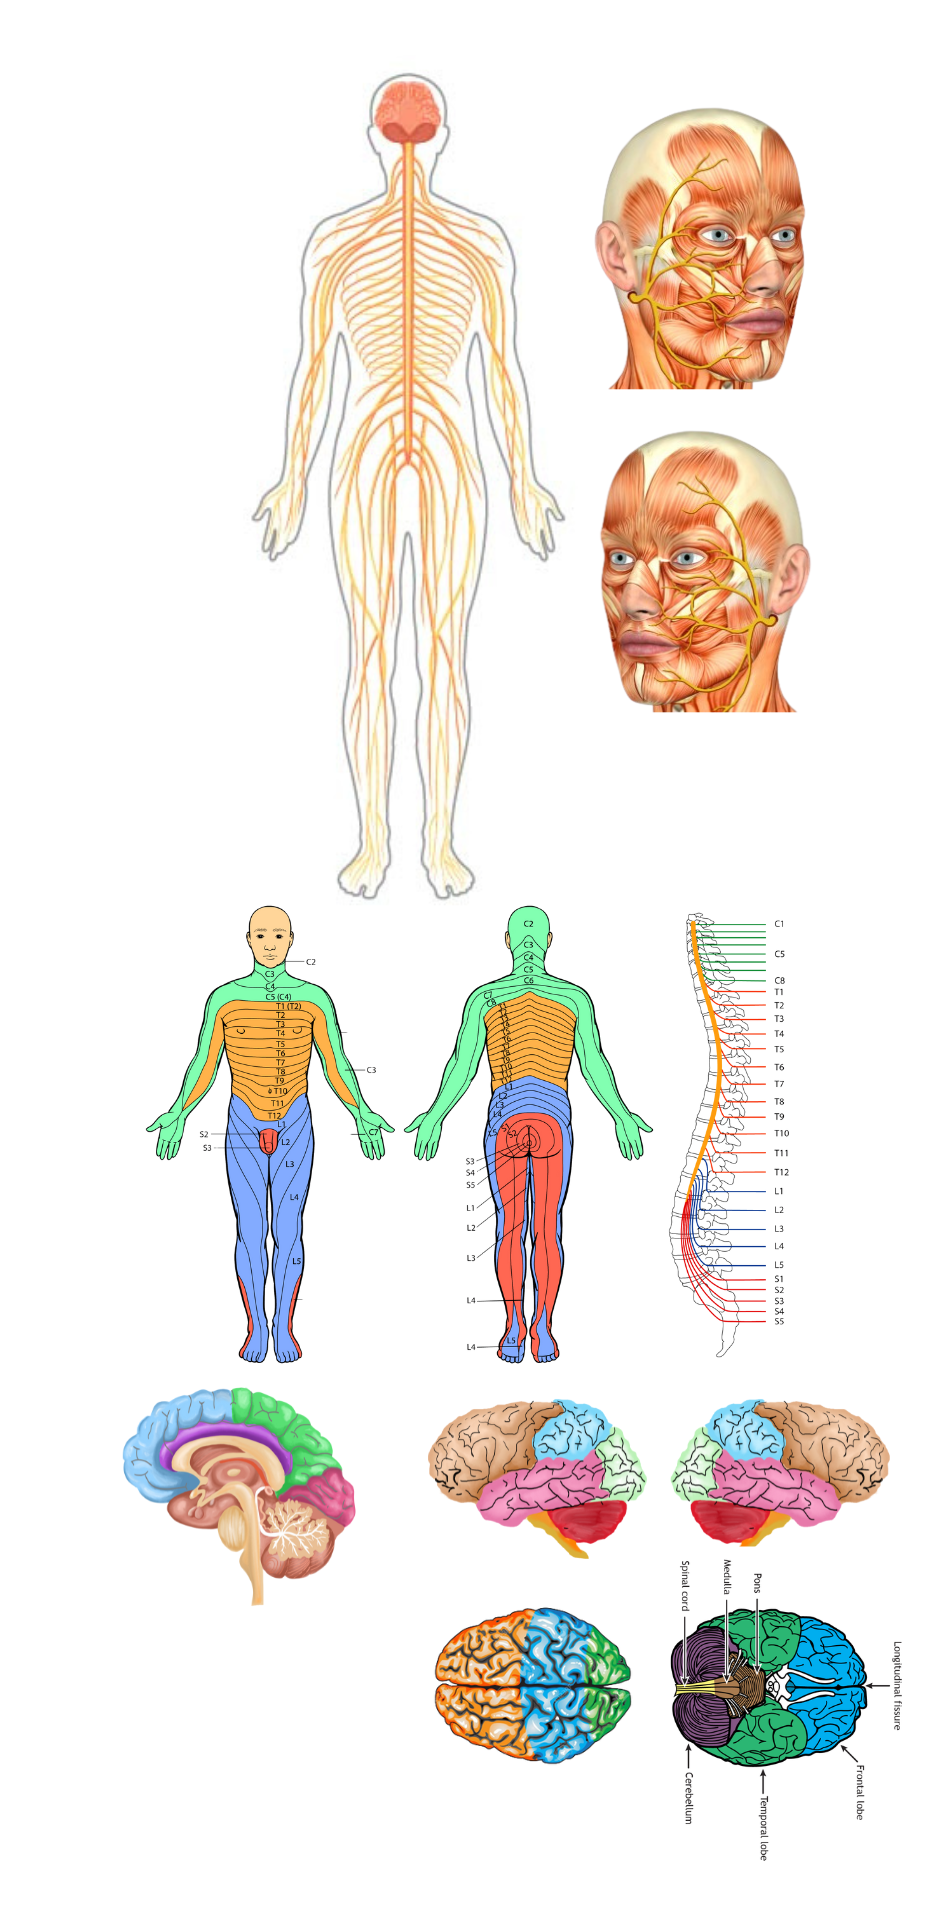 C2
C3
C4
C5 (C4)
T1 (T2)
T2
T3
T4
T5
T6
T7
T8
T9
T10
T11
T12
L1
C3
C7
S2
S3
L2
L3
L4
L5
C2
C3
C4
C5
C6
C7
C8
L1
L2
L3
L4
L5
S1
S2
S3
S4
S5
L1
L2
L3
L4
L5
L4
C1
C5
C8
T1
T2
T3
T4
T5
T6
T7
T8
T9
T10
T11
T12
L1
L2
L3
L4
L5
S1
S2
S3
S4
S5
Spinal cord
Medulla
Pons
Longitudinal fissure
Frontal lobe
Temporal lobe
Cerebellum